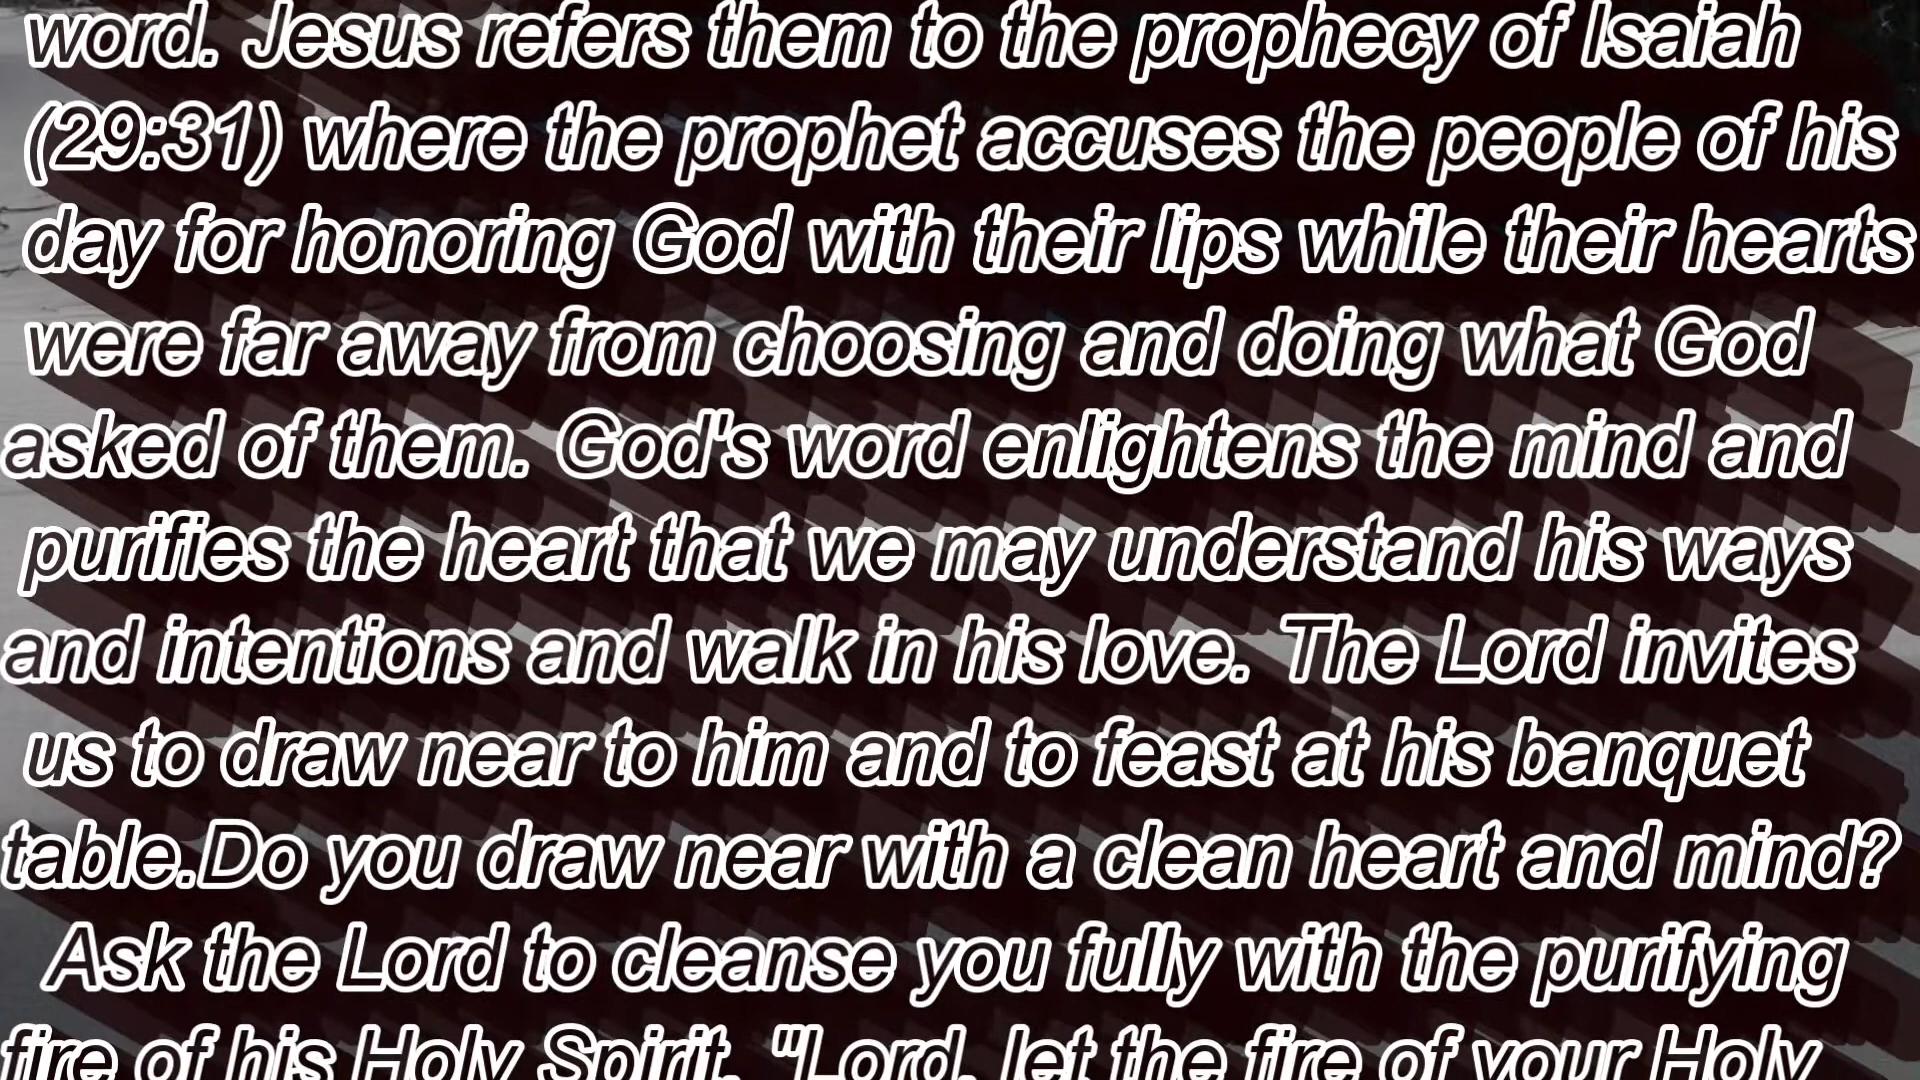 word. Jesus refers them to the prophecy of Isaiah
(29:31) where the prophet accuses the people of his
day for honoring God with their lips while their hearts
were far away from choosing and doing what God
asked of them. God's word enlightens the mind and
purifies the heart that we may understand his ways
and intentions and walk in his love. The Lord invites
us to draw near to him and to feast at his banquet
table.Do you draw near with a clean heart and mind?
Ask the Lord to cleanse you fully with the purifying
fire of his Holy Spirit. "Lord, let the fire of your Holy